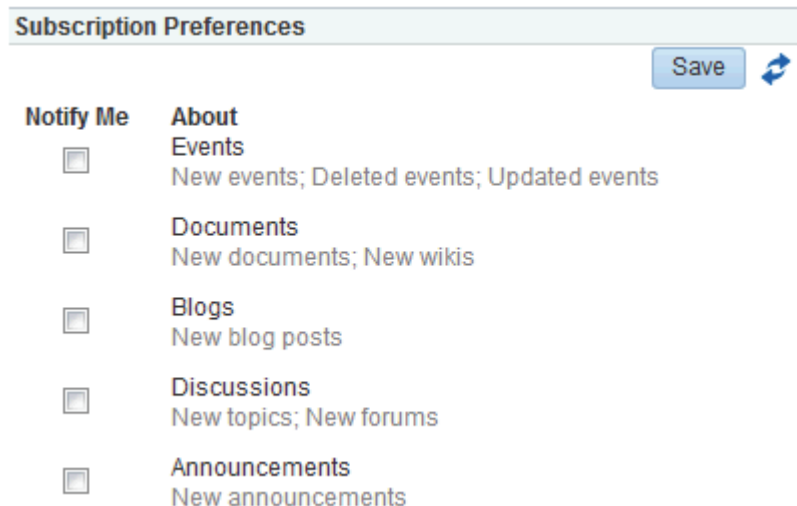 Subscription Preferences
Save
Notify Me About
Events
New events; Deleted events; Updated events
Documents
New documents; New wikis
Blogs
New blog posts
Discussions
New topics; New forums
Announcements
New announcements